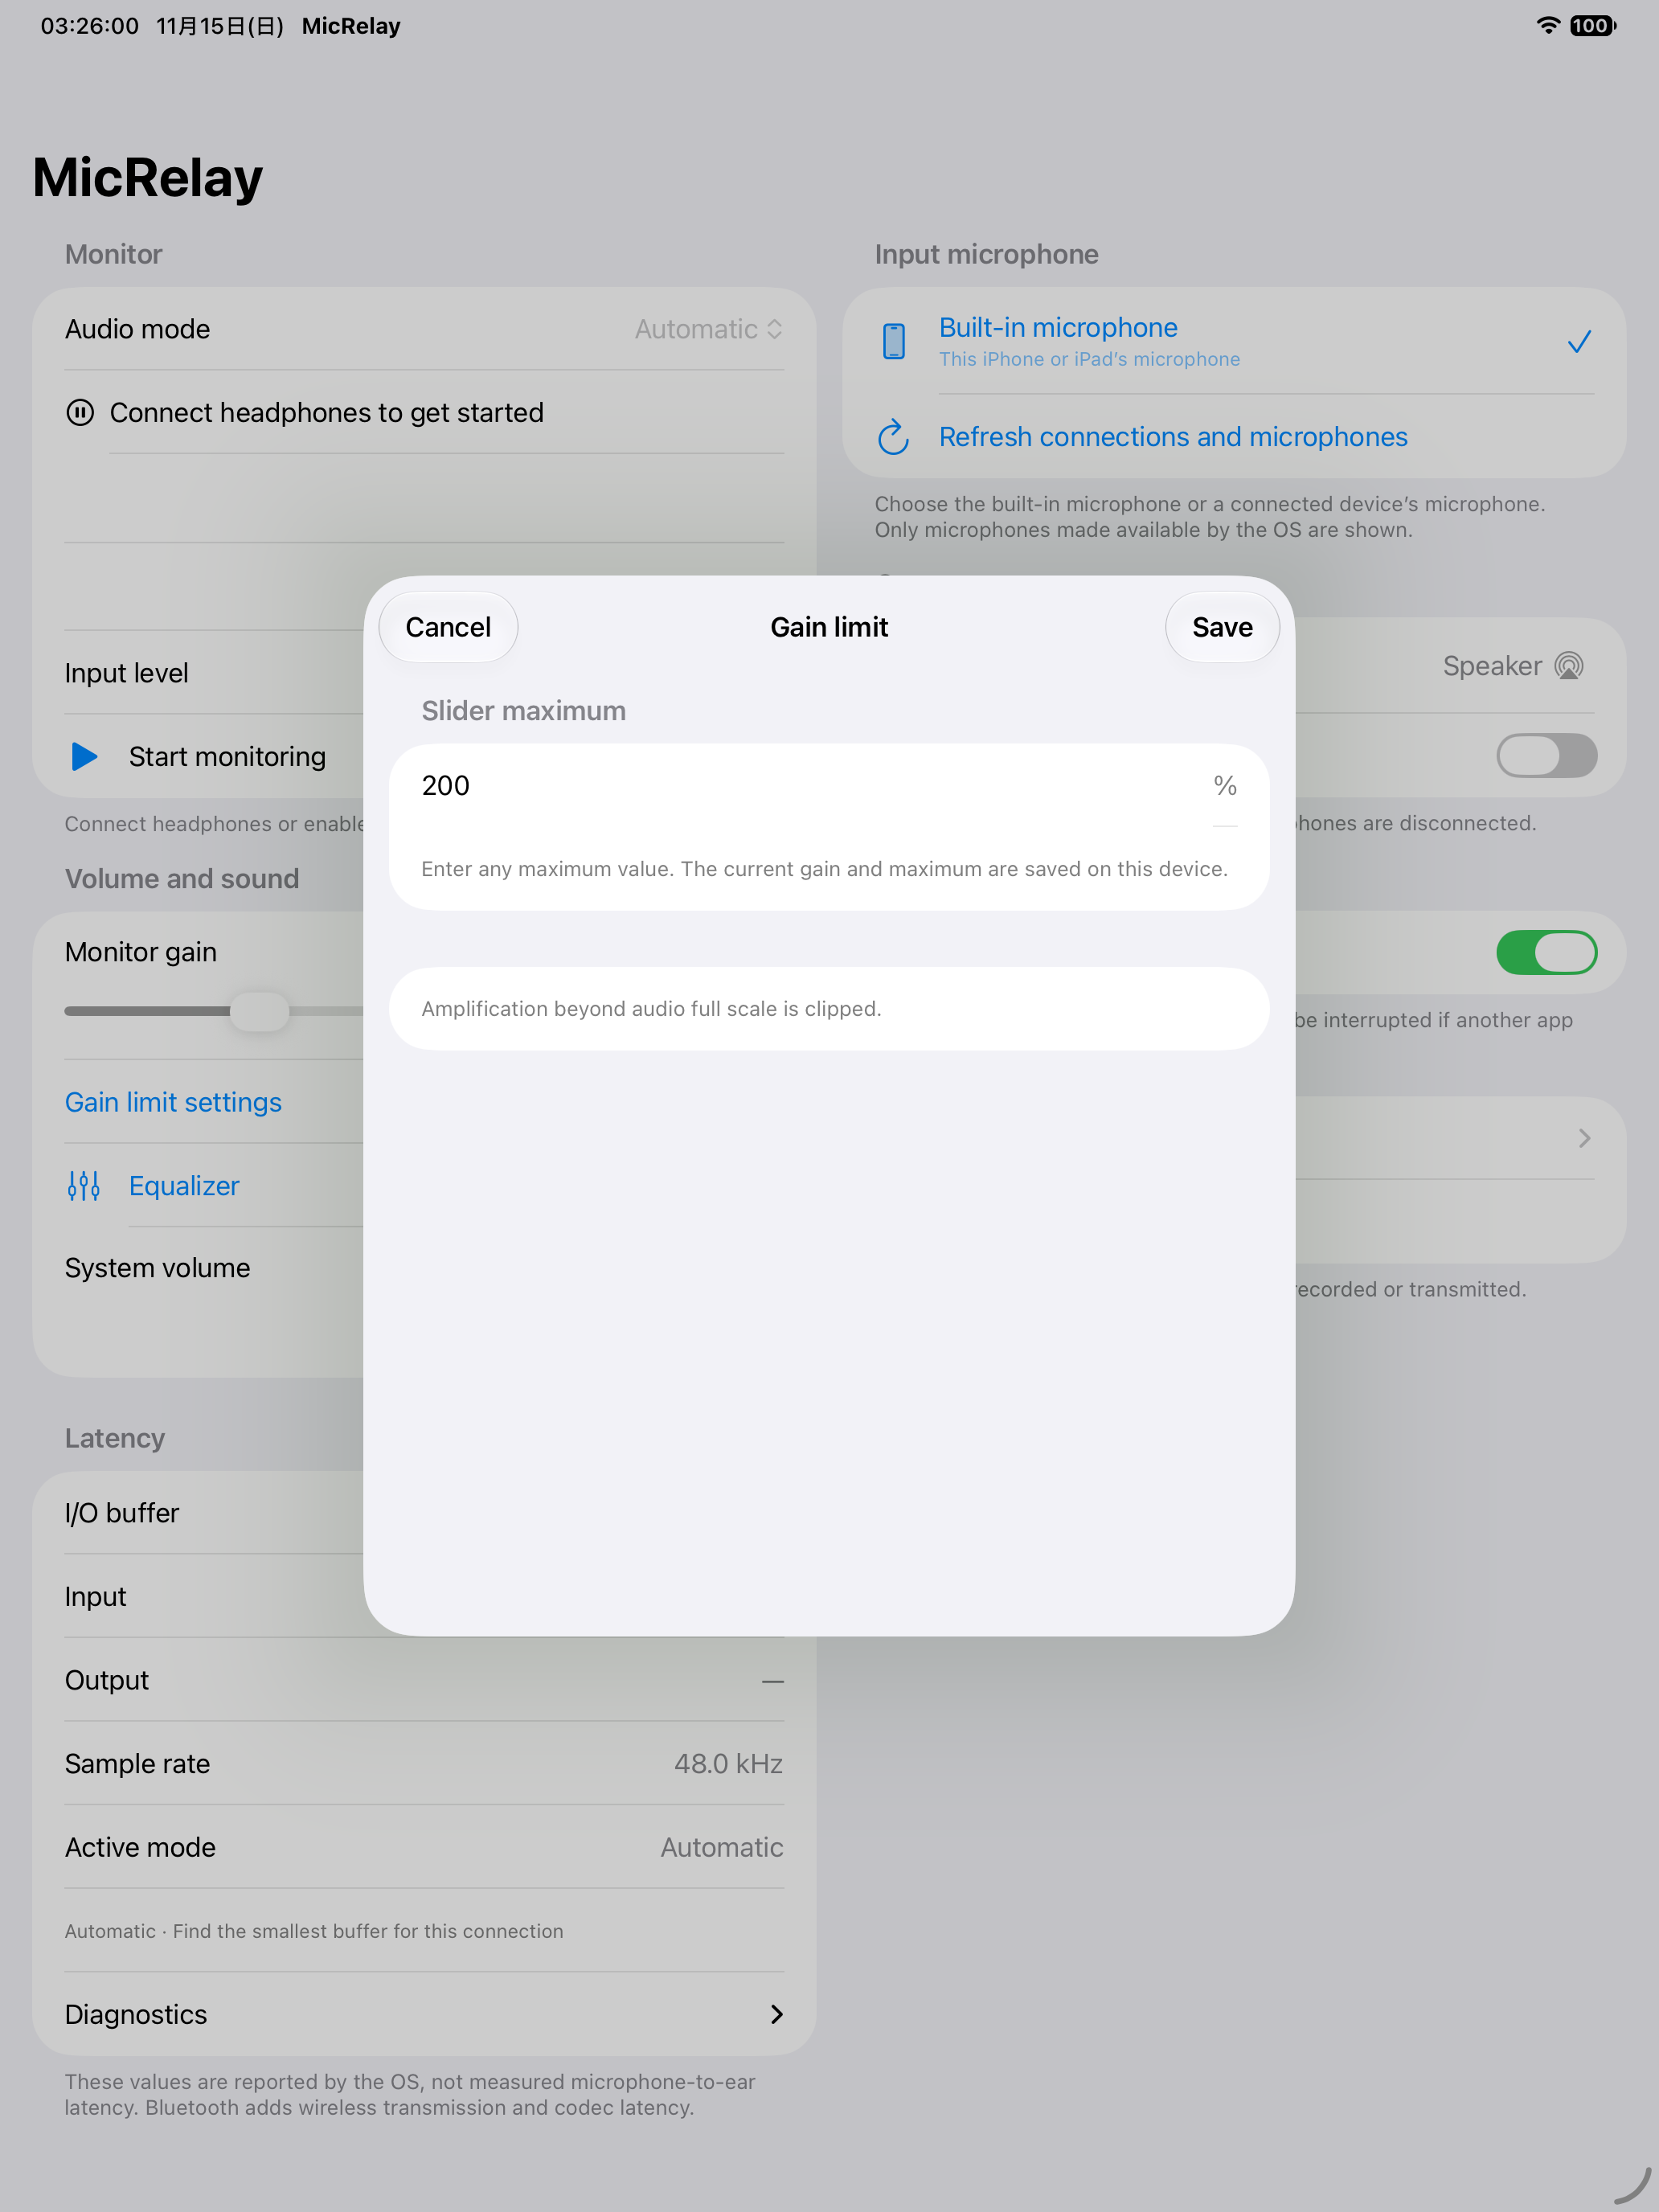 03:26:00 11月15日(日) MicRelay
100
MicRelay
Monitor
Audio mode
Automatic
Connect headphones to get started
Input level
Start monitoring
Connect headphones or enable
Volume and sound
Monitor gain
Gain limit settings
Equalizer
System volume
Latency
I/O buffer
Input
Output
—
Sample rate
48.0 kHz
Active mode
Automatic
Automatic · Find the smallest buffer for this connection
Diagnostics
These values are reported by the OS, not measured microphone-to-ear
latency. Bluetooth adds wireless transmission and codec latency.
Input microphone
Built-in microphone
This iPhone or iPad’s microphone
Refresh connections and microphones
Choose the built-in microphone or a connected device’s microphone.
Only microphones made available by the OS are shown.
Speaker
phones are disconnected.
be interrupted if another app
recorded or transmitted.
Cancel
Gain limit
Save
Slider maximum
200
%
Enter any maximum value. The current gain and maximum are saved on this device.
Amplification beyond audio full scale is clipped.